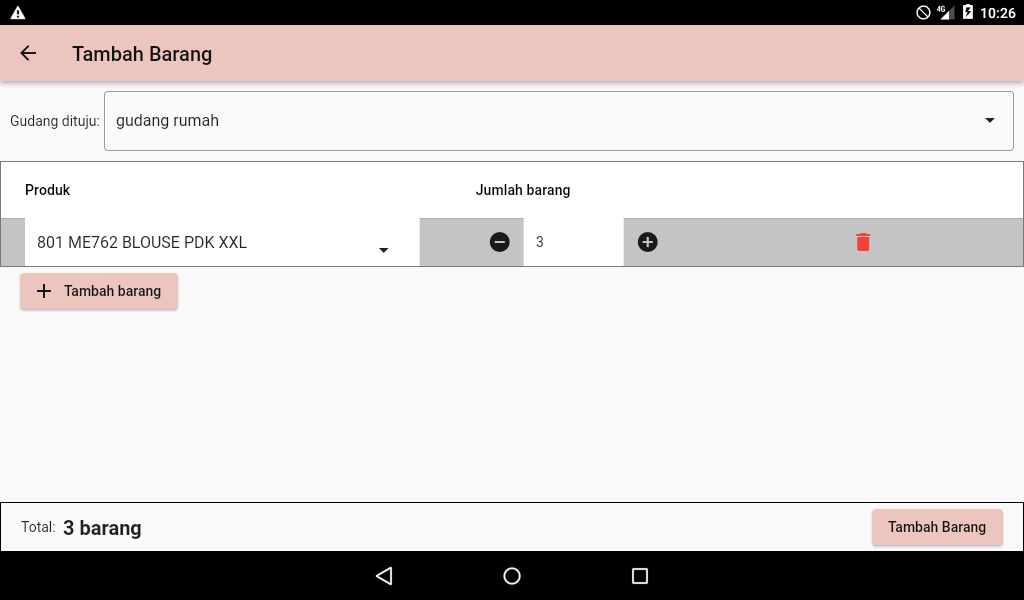 4G 10:26
Tambah Barang
Gudang dituju: gudang rumah
Produk Jumlah barang
801 ME762 BLOUSE PDK XXL 3
Tambah barang
Total: 3 barang Tambah Barang